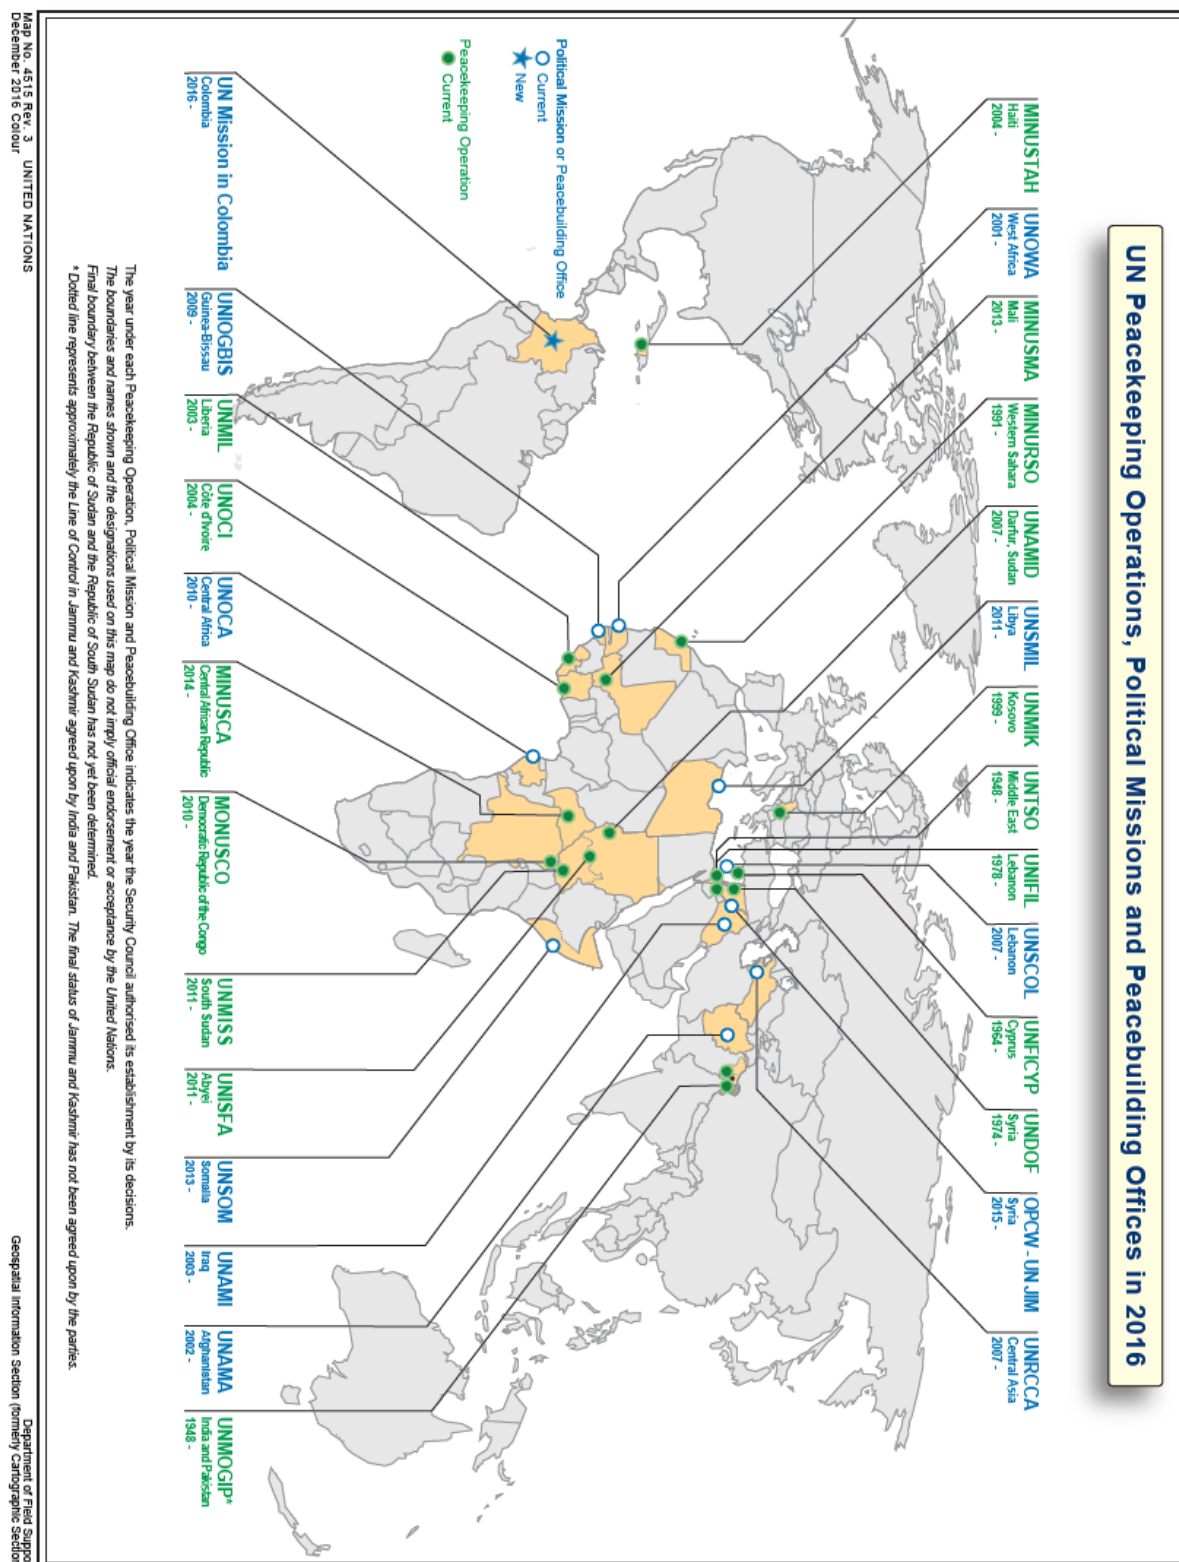 UN Peacekeeping Operations, Political Missions and Peacebuilding Offices in 2016
MINUSTAH
Haiti
2004 -
UNOWA
West Africa
2001 -
MINUSMA
Mali
2013 -
MINURSO
Western Sahara
1991 -
UNAMID
Darfur, Sudan
2007 -
UNSMIL
Libya
2011 -
UNMIK
Kosovo
1999 -
UNTSO
Middle East
1948 -
UNIFIL
Lebanon
1978 -
UNSCOL
Lebanon
2007 -
UNFICYP
Cyprus
1964 -
UNDOF
Syria
1974 -
OPCW - UN JIM
Syria
2015 -
UNRCCA
Central Asia
2007 -
Political Mission or Peacebuilding Office
Current
New
Peacekeeping Operation
Current
UN Mission in Colombia
Colombia
2016 -
UNIOGBIS
Guinea-Bissau
2009 -
UNMIL
Liberia
2003 -
UNOCI
Côte d'Ivoire
2004 -
UNOCA
Central Africa
2010 -
MINUSCA
Central African Republic
2014 -
MONUSCO
Democratic Republic of the Congo
2010 -
UNMISS
South Sudan
2011 -
UNISFA
Abyei
2011 -
UNSOM
Somalia
2013 -
UNAMI
Iraq
2003 -
UNAMA
Afghanistan
2002 -
UNMOGIP*
India and Pakistan
1948 -
The year under each Peacekeeping Operation, Political Mission and Peacebuilding Office indicates the year the Security Council authorised its establishment by its decisions.
The boundaries and names shown and the designations used on this map do not imply official endorsement or acceptance by the United Nations.
Final boundary between the Republic of Sudan and the Republic of South Sudan has not yet been determined.
* Dotted line represents approximately the Line of Control in Jammu and Kashmir agreed upon by India and Pakistan. The final status of Jammu and Kashmir has not been agreed upon by the parties.
Map No. 4515 Rev. 3 UNITED NATIONS
December 2016 Colour
Department of Field Suppo
Geospatial Information Section (formerly Cartographic Section